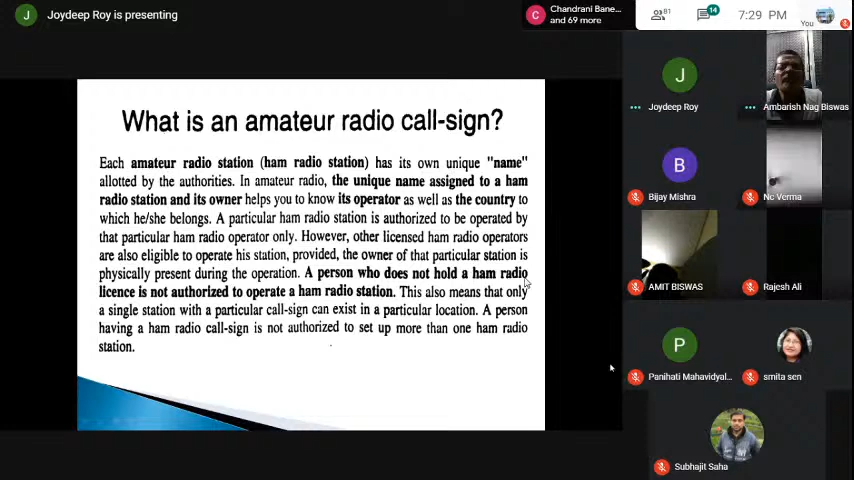 J Joydeep Roy is presenting
C Chandrani Bane...
and 69 more
81
14
7:29 PM
You
What is an amateur radio call-sign?
Each amateur radio station (ham radio station) has its own unique "name"
allotted by the authorities. In amateur radio, the unique name assigned to a ham
radio station and its owner helps you to know its operator as well as the country to
which he/she belongs. A particular ham radio station is authorized to be operated by
that particular ham radio operator only. However, other licensed ham radio operators
are also eligible to operate his station, provided, the owner of that particular station is
physically present during the operation. A person who does not hold a ham radio
licence is not authorized to operate a ham radio station. This also means that only
a single station with a particular call-sign can exist in a particular location. A person
having a ham radio call-sign is not authorized to set up more than one ham radio
station.
J
Joydeep Roy
Ambarish Nag Biswas
B
Bijay Mishra
Nc Verma
AMIT BISWAS
Rajesh Ali
P
Panihati Mahavidyal...
smita sen
Subhajit Saha